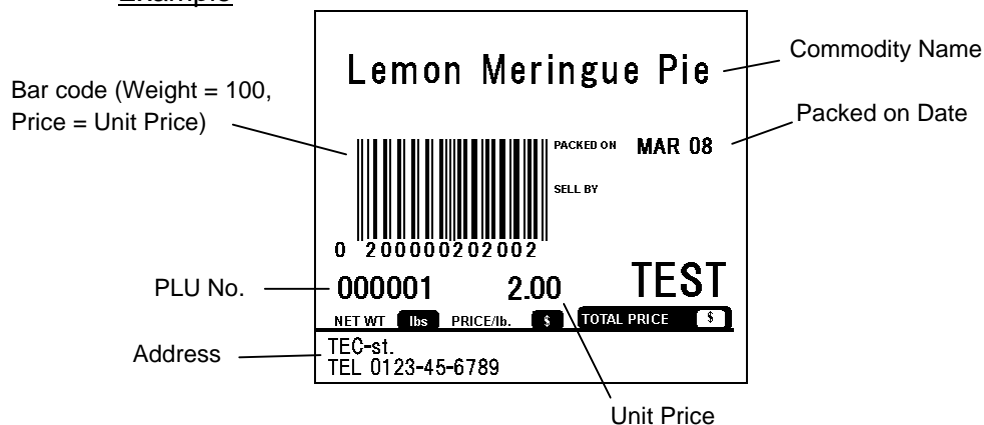 Example
Commodity Name
Lemon Meringue Pie
Bar code (Weight = 100,
Price = Unit Price)
Packed on Date
PACKED ON MAR 08
SELL BY
0 200000202002
PLU No.
000001 2.00 TEST
NET WT lbs PRICE/lb. $ TOTAL PRICE $
Address
TEC-st.
TEL 0123-45-6789
Unit Price